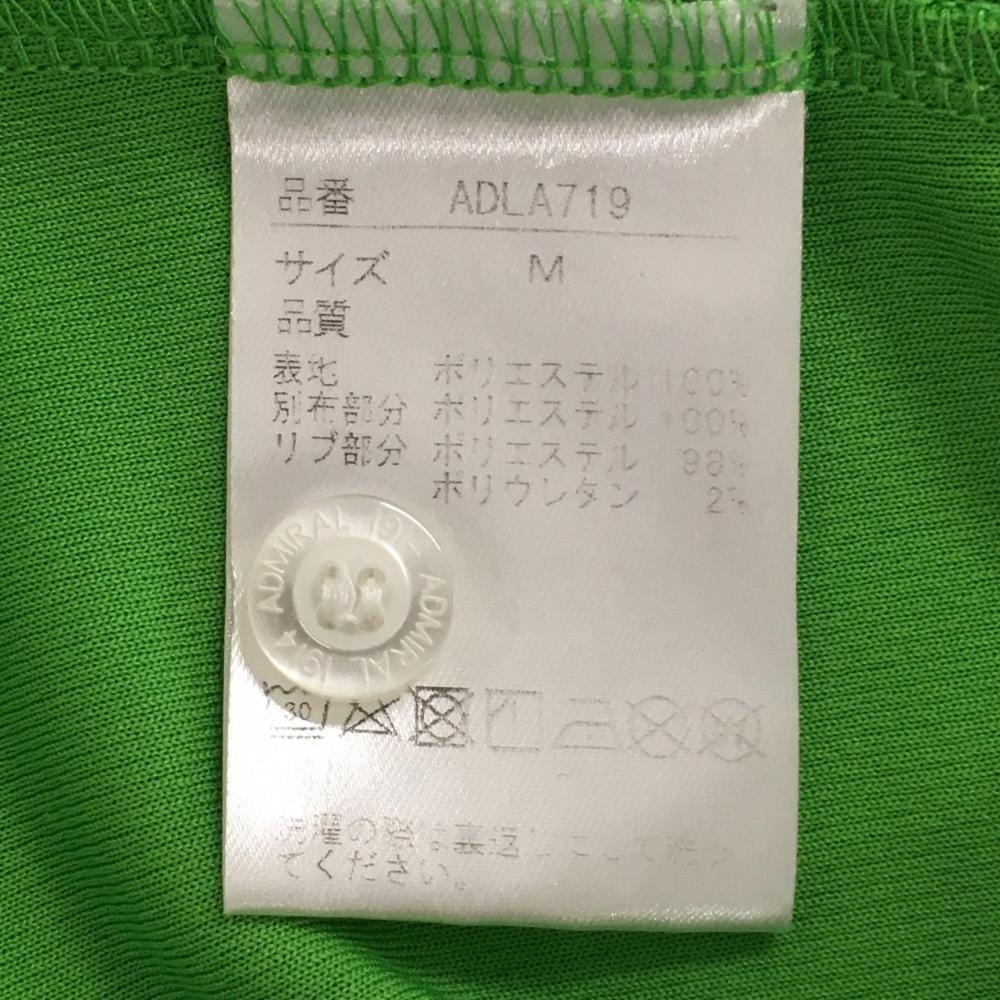 品番 ADLA719
サイズ M
品質
表地 ポリエステル 100%
別布部分 ポリエステル 100%
リブ部分 ポリエステル 98%
ポリウレタン 2%
ADMIRAL 1914 ADMIRAL 1914
30
洗濯の際は裏返しにして洗っ
てください。